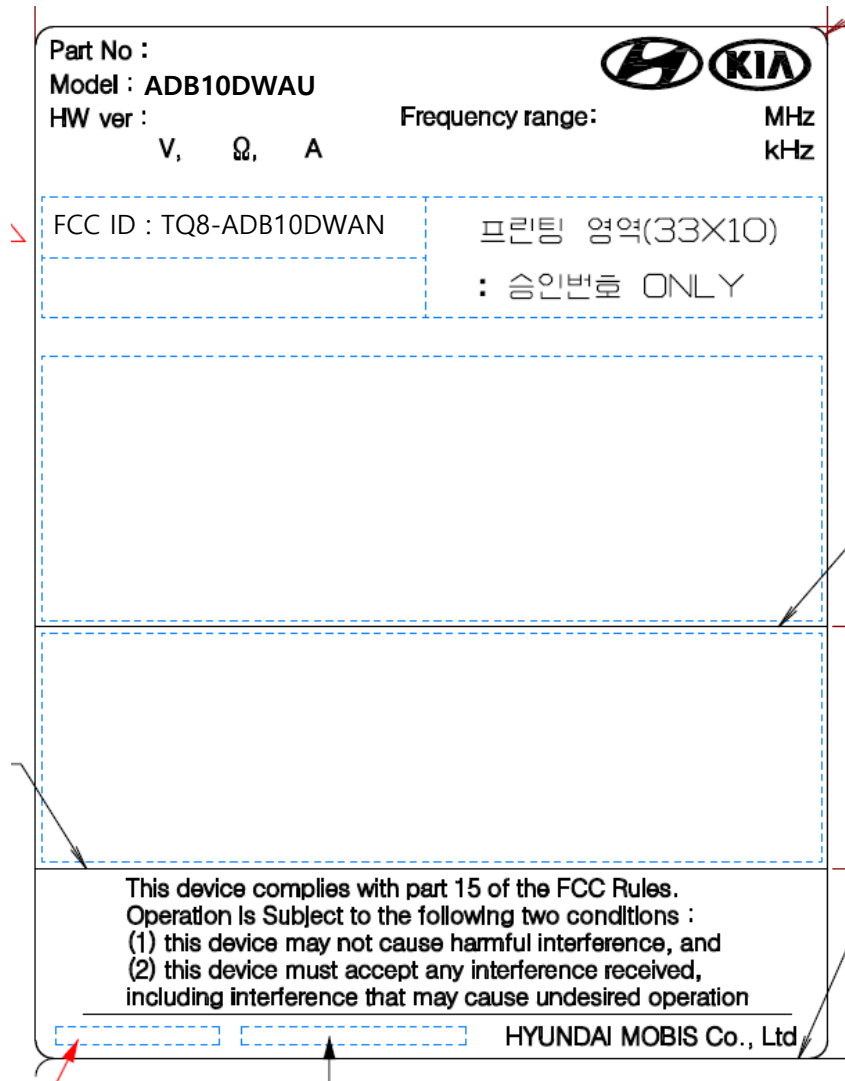 Part No :
Model : ADB10DWAU
KIA
HW ver :
Frequency range:
MHz
V, Ω, A
kHz
FCC ID : TQ8-ADB10DWAN
프린팅 영역(33X10)
: 승인번호 ONLY
This device complies with part 15 of the FCC Rules.
Operation is Subject to the following two conditions :
(1) this device may not cause harmful interference, and
(2) this device must accept any interference received,
including interference that may cause undesired operation
HYUNDAI MOBIS Co., Ltd